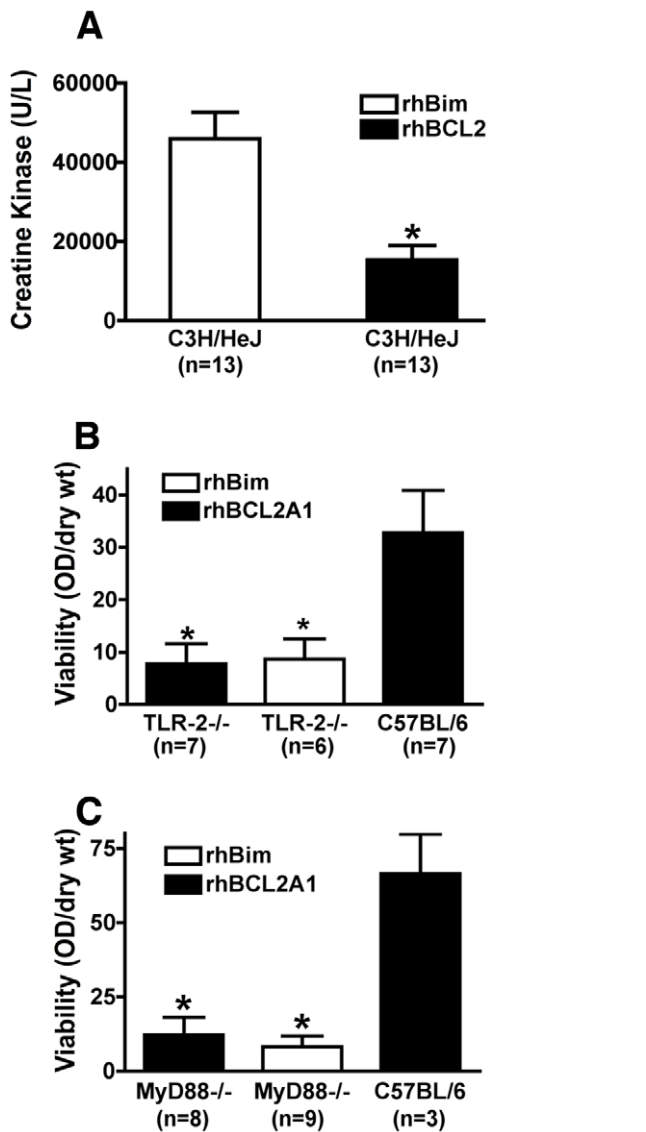 A
Creatine Kinase (U/L)
60000
40000
20000
0
rhBim
rhBCL2
*
C3H/HeJ
(n=13)
C3H/HeJ
(n=13)
B
Viability (OD/dry wt)
40
30
20
10
0
rhBim
rhBCL2A1
*
*
TLR-2-/-
(n=7)
TLR-2-/-
(n=6)
C57BL/6
(n=7)
C
Viability (OD/dry wt)
75
50
25
0
rhBim
rhBCL2A1
*
*
MyD88-/-
(n=8)
MyD88-/-
(n=9)
C57BL/6
(n=3)